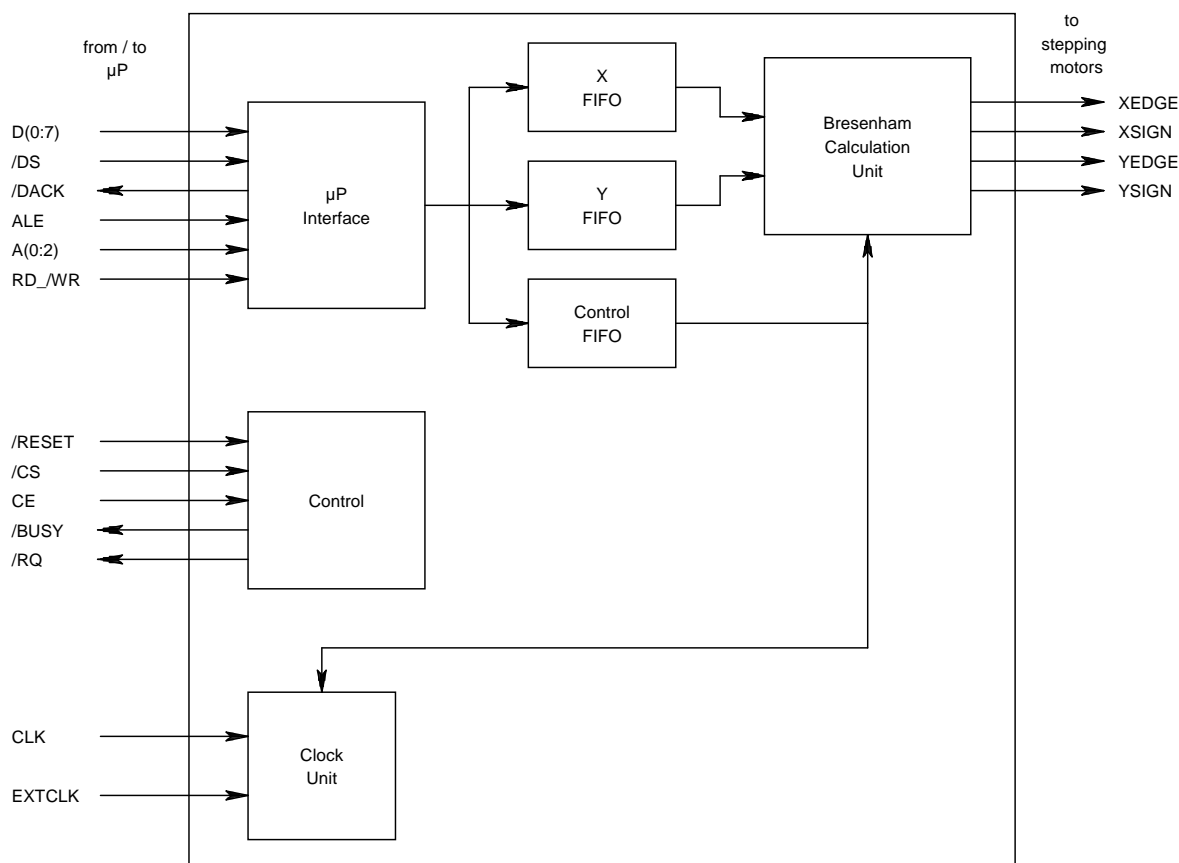 from / to
µP
D(0:7)
/DS
/DACK
ALE
A(0:2)
RD_/WR
µP
Interface
X
FIFO
Y
FIFO
Control
FIFO
Bresenham
Calculation
Unit
to
stepping
motors
XEDGE
XSIGN
YEDGE
YSIGN
/RESET
/CS
CE
/BUSY
/RQ
Control
CLK
EXTCLK
Clock
Unit